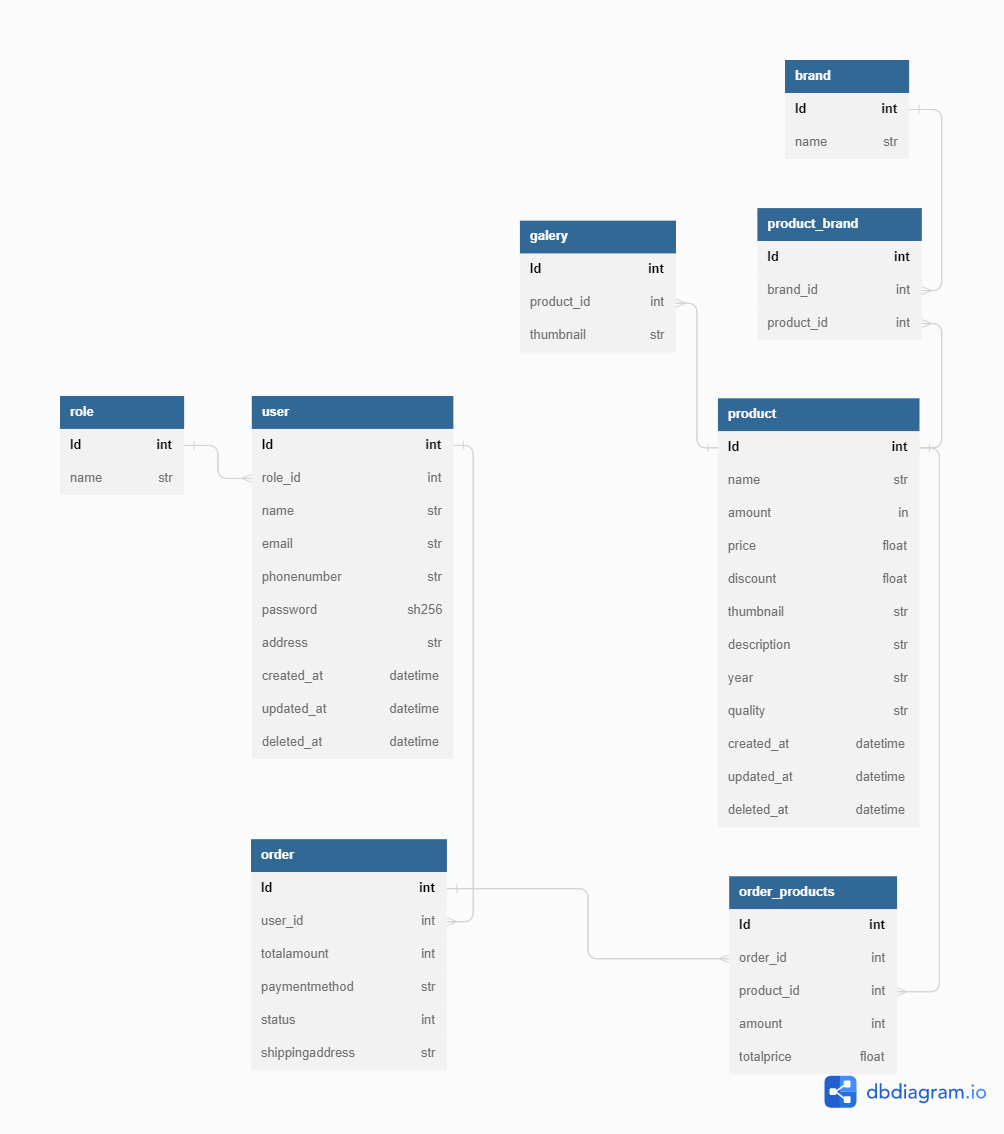 brand
Id int
name str
product_brand
Id int
brand_id int
product_id int
galery
Id int
product_id int
thumbnail str
role
Id int
name str
user
Id int
role_id int
name str
email str
phonenumber str
password sh256
address str
created_at datetime
updated_at datetime
deleted_at datetime
product
Id int
name str
amount in
price float
discount float
thumbnail str
description str
year str
quality str
created_at datetime
updated_at datetime
deleted_at datetime
order
Id int
user_id int
totalamount int
paymentmethod str
status int
shippingaddress str
order_products
Id int
order_id int
product_id int
amount int
totalprice float
dbdiagram.io